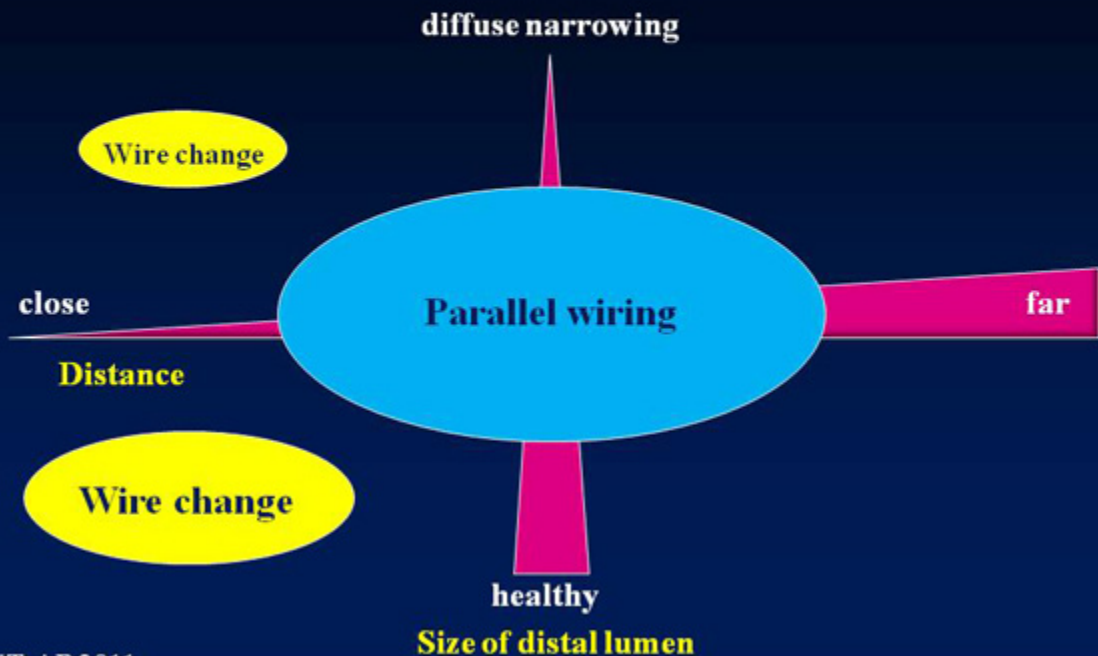 diffuse narrowing
Wire change
Parallel wiring
close
far
Distance
Wire change
healthy
Size of distal lumen